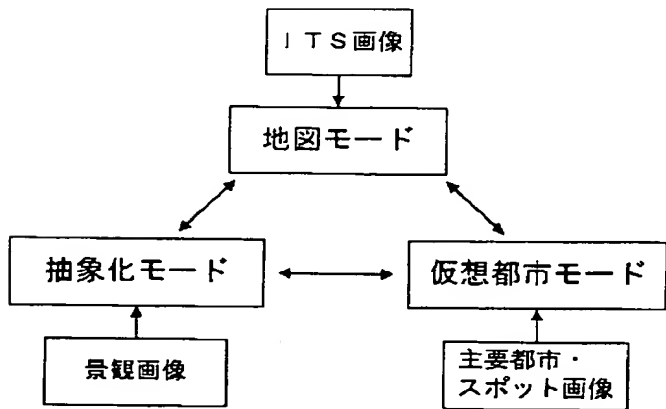 ITS画像
地図モード
抽象化モード
仮想都市モード
景観画像
主要都市・
スポット画像